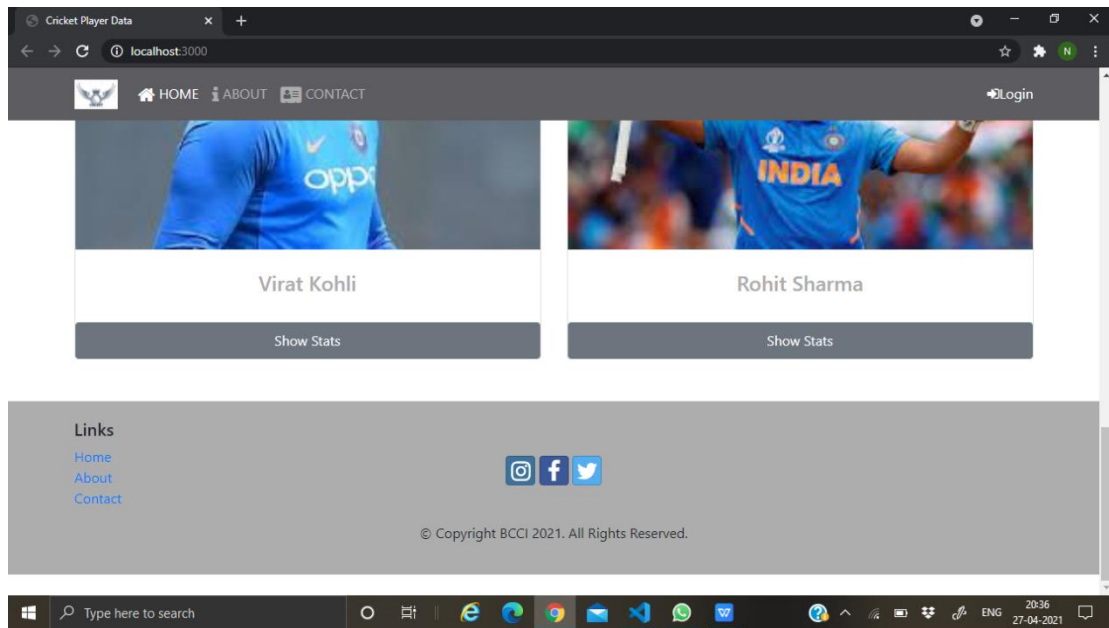 Cricket Player Data
localhost:3000
N
HOME ABOUT CONTACT Login
oppo
INDIA
Virat Kohli
Rohit Sharma
Show Stats
Show Stats
Links
Home
About
Contact
© Copyright BCCI 2021. All Rights Reserved.
Type here to search
ENG
20:36
27-04-2021